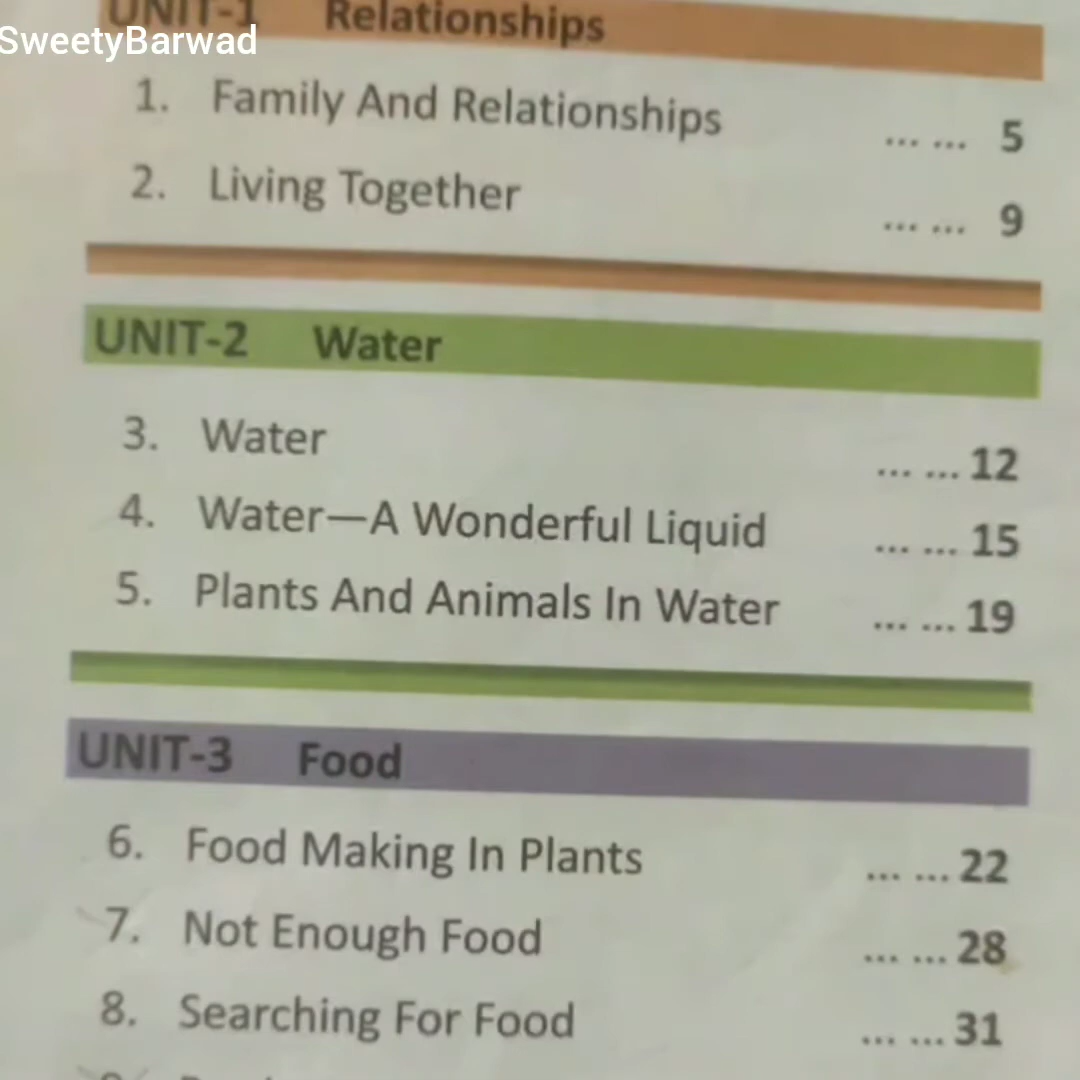 UNIT-1 Relationships
SweetyBarwad
1. Family And Relationships ... ... 5
2. Living Together ... ... 9
UNIT-2 Water
3. Water ... ... 12
4. Water—A Wonderful Liquid ... ... 15
5. Plants And Animals In Water ... ... 19
UNIT-3 Food
6. Food Making In Plants ... ... 22
7. Not Enough Food ... ... 28
8. Searching For Food ... ... 31